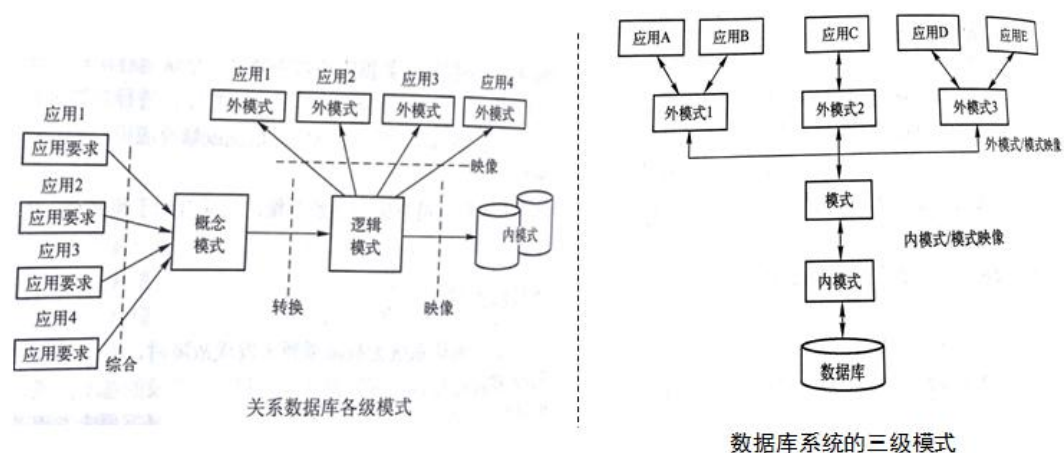 应用1 应用2 应用3 应用4
外模式 外模式 外模式 外模式
应用1
应用要求
映像
应用2
应用要求
概念
模式
逻辑
模式
内模式
应用3
应用要求
转换
映像
应用4
应用要求
综合
关系数据库各级模式
应用A 应用B 应用C 应用D 应用E
外模式1 外模式2 外模式3
外模式/模式映像
模式
内模式/模式映像
内模式
数据库
数据库系统的三级模式